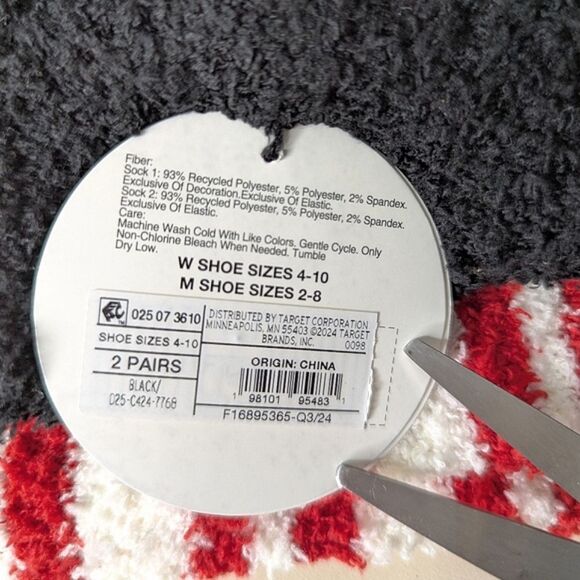 Fiber:
Sock 1: 93% Recycled Polyester, 5% Polyester, 2% Spandex.
Exclusive Of Decoration.Exclusive Of Elastic.
Sock 2: 93% Recycled Polyester, 5% Polyester, 2% Spandex.
Exclusive Of Elastic.
Care:
Machine Wash Cold With Like Colors, Gentle Cycle. Only
Non-Chlorine Bleach When Needed. Tumble
Dry Low.
W SHOE SIZES 4-10
M SHOE SIZES 2-8
025 07 3610
SHOE SIZES 4-10
2 PAIRS
BLACK/
D25-C424-7768
DISTRIBUTED BY TARGET CORPORATION
MINNEAPOLIS, MN 55403 ©2024 TARGET
BRANDS, INC. 0098
ORIGIN: CHINA
1 98101 95483 1
F16895365-Q3/24